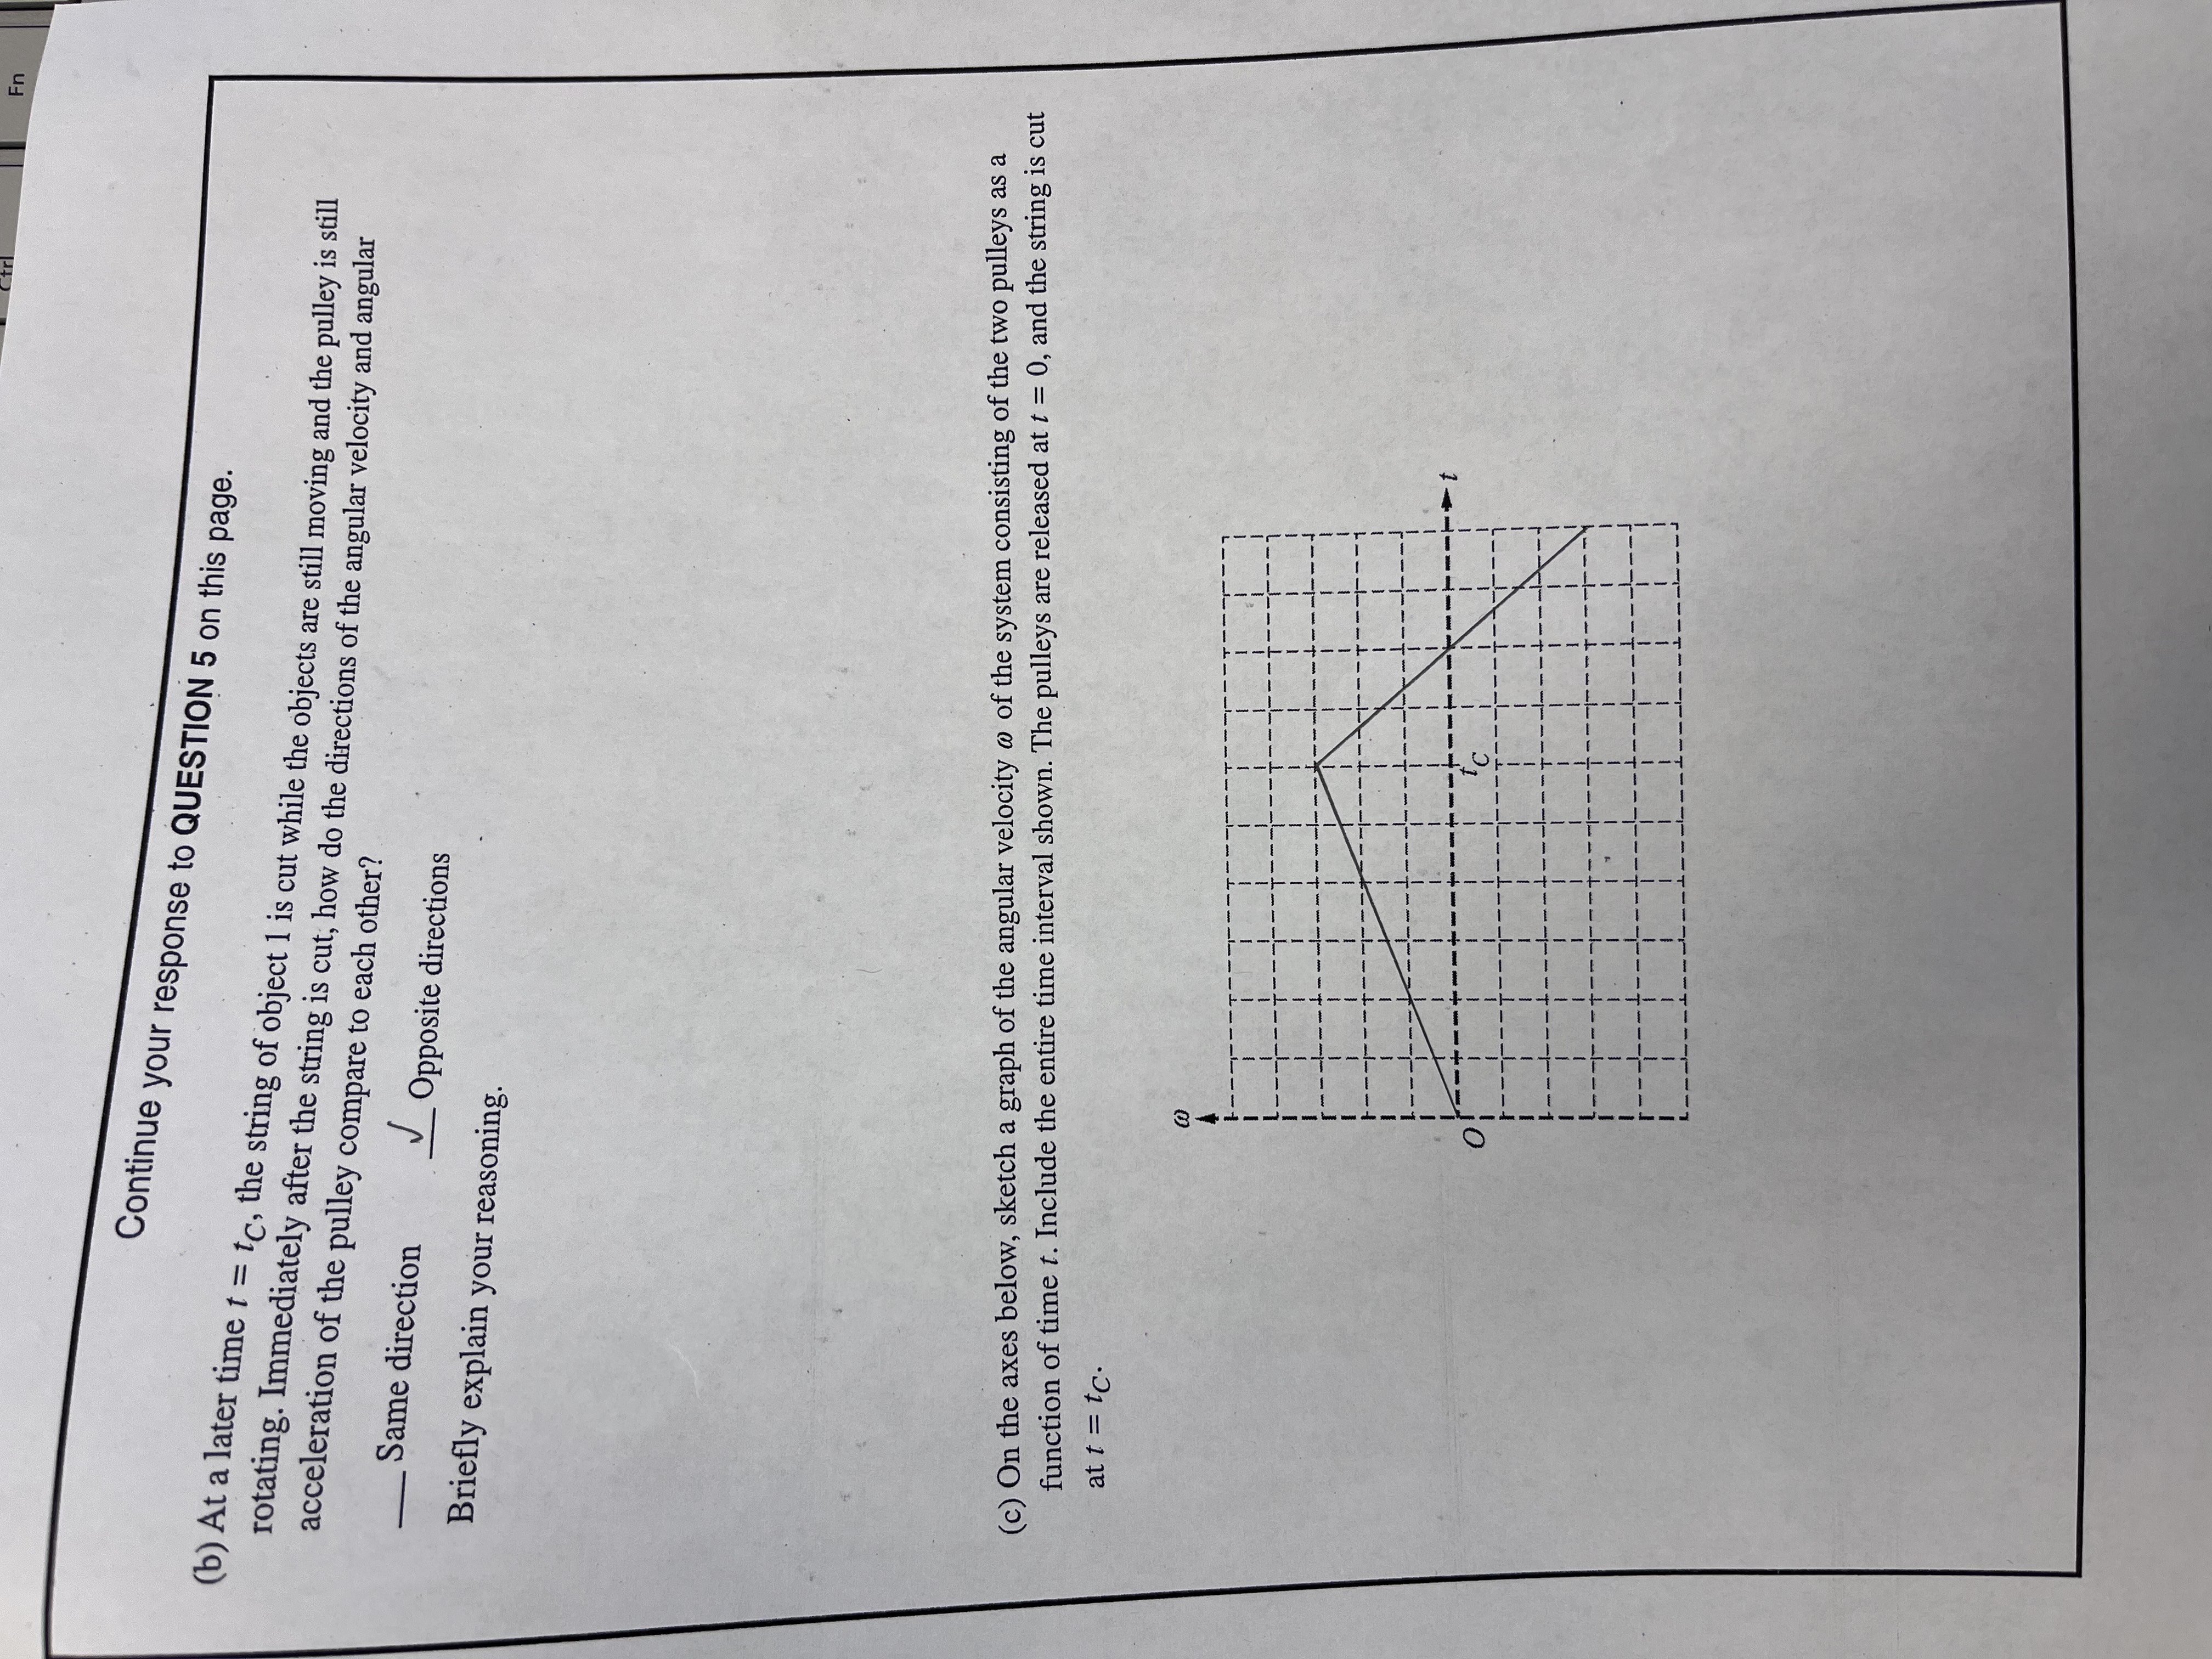 Ctrl
Fn
Continue your response to QUESTION 5 on this page.
(b) At a later time t = tC, the string of object 1 is cut while the objects are still moving and the pulley is still
rotating. Immediately after the string is cut, how do the directions of the angular velocity and angular
acceleration of the pulley compare to each other?
___ Same direction ✓ Opposite directions
Briefly explain your reasoning.
(c) On the axes below, sketch a graph of the angular velocity ω of the system consisting of the two pulleys as a
function of time t. Include the entire time interval shown. The pulleys are released at t = 0, and the string is cut
at t = tC.
ω
t
O
tC